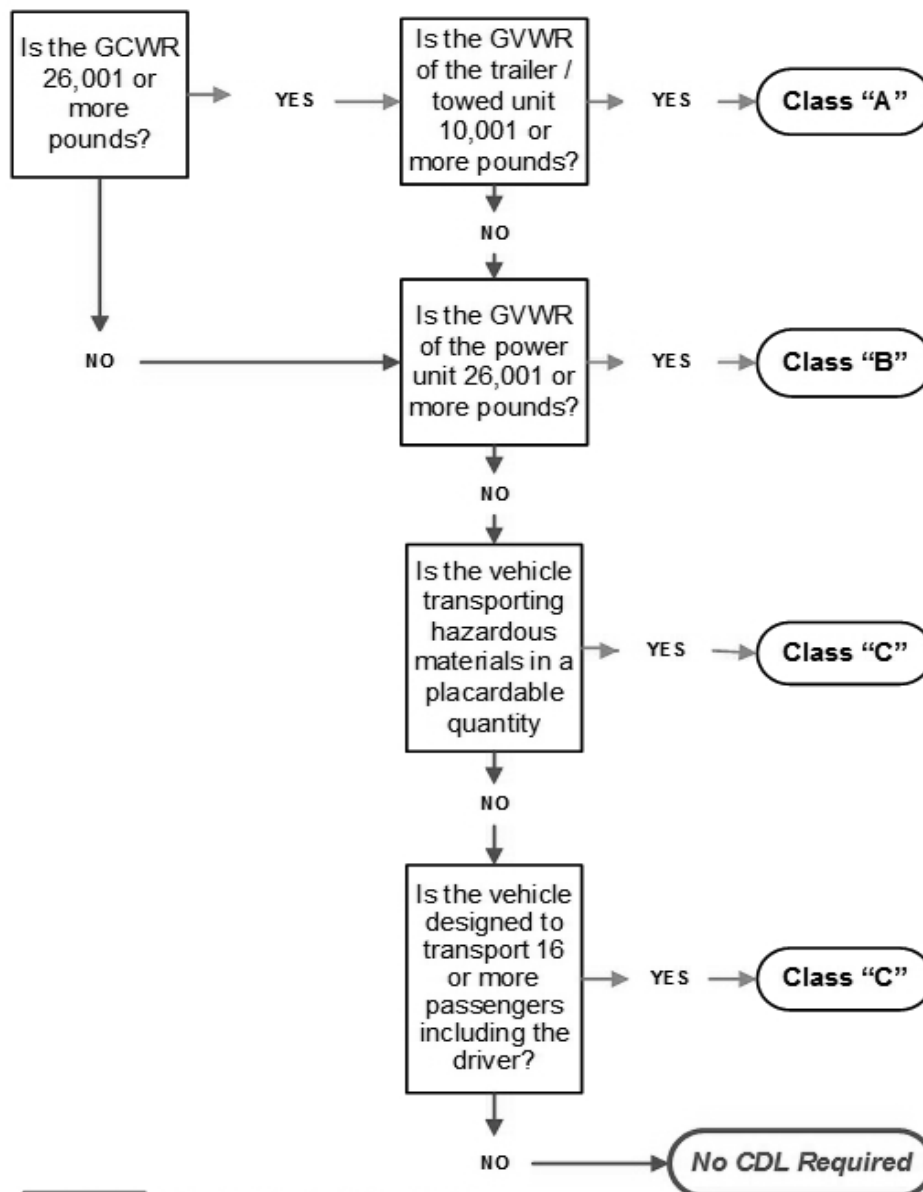 Is the GCWR
26,001 or
more
pounds?
YES
Is the GVWR
of the trailer /
towed unit
10,001 or
more pounds?
YES
Class “A”
NO
NO
Is the GVWR
of the power
unit 26,001 or
more pounds?
YES
Class “B”
NO
Is the vehicle
transporting
hazardous
materials in a
placardable
quantity
YES
Class “C”
NO
Is the vehicle
designed to
transport 16
or more
passengers
including the
driver?
YES
Class “C”
NO
No CDL Required